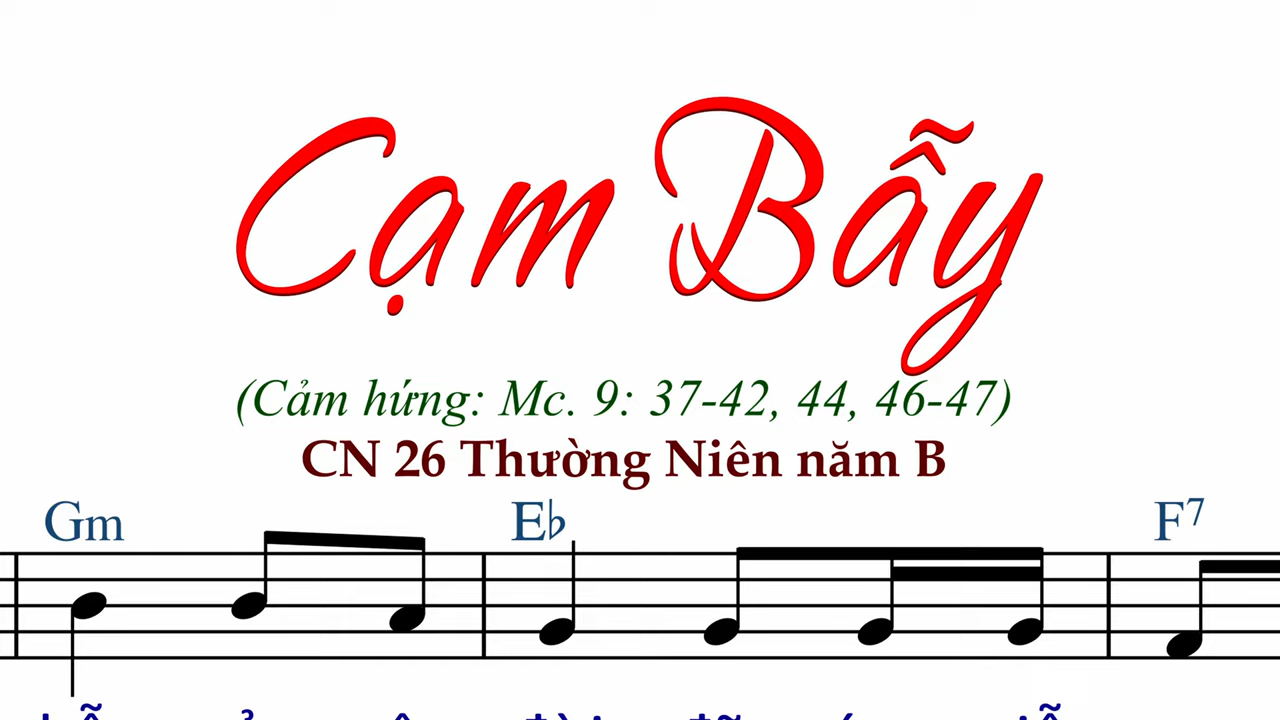 Cạm Bẫy
(Cảm hứng: Mc. 9: 37-42, 44, 46-47)
CN 26 Thường Niên năm B
Gm E♭ F7